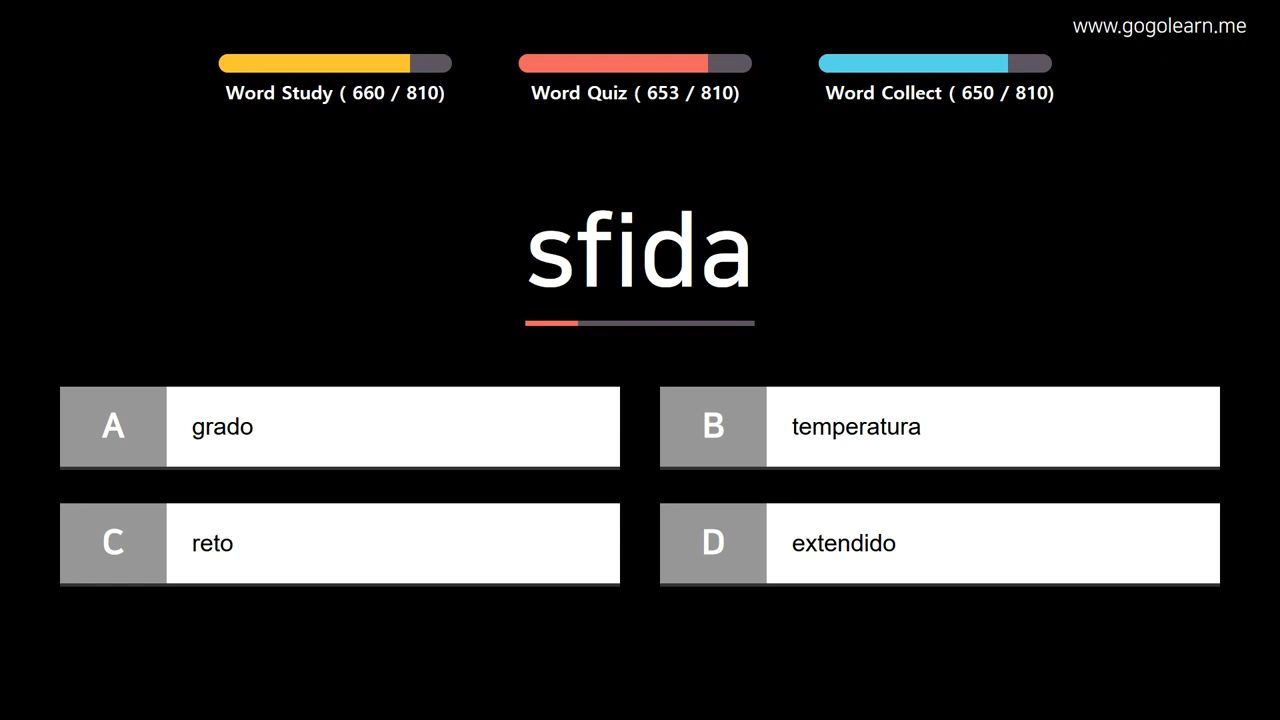 www.gogolearn.me
Word Study ( 660 / 810)
Word Quiz ( 653 / 810)
Word Collect ( 650 / 810)
sfida
A grado
B temperatura
C reto
D extendido